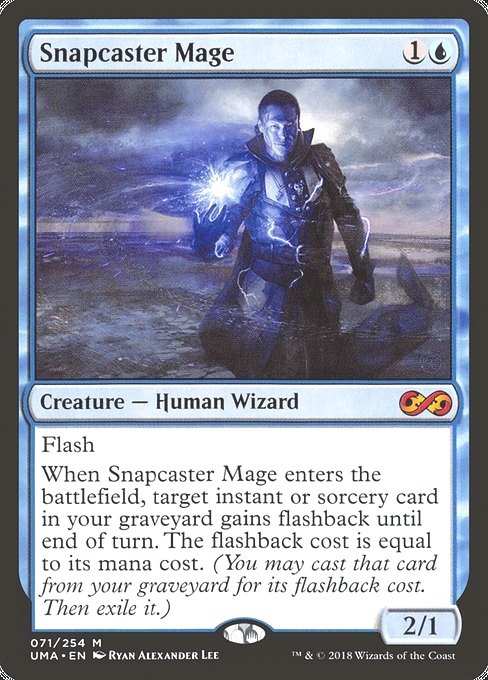 Snapcaster Mage 1
Creature — Human Wizard
Flash
When Snapcaster Mage enters the
battlefield, target instant or sorcery card
in your graveyard gains flashback until
end of turn. The flashback cost is equal
to its mana cost. (You may cast that card
from your graveyard for its flashback cost.
Then exile it.)
2/1
071/254 M
UMA • EN Ryan Alexander Lee ™ & © 2018 Wizards of the Coast